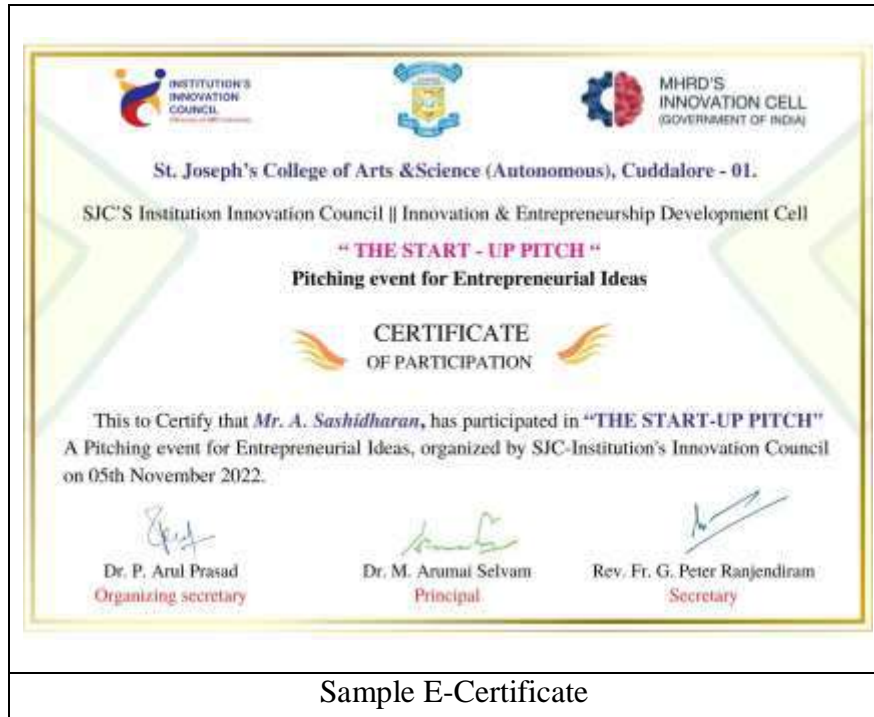 INSTITUTION'S
INNOVATION
COUNCIL
MHRD'S
INNOVATION CELL
(GOVERNMENT OF INDIA)
St. Joseph's College of Arts &Science (Autonomous), Cuddalore - 01.
SJC'S Institution Innovation Council || Innovation & Entrepreneurship Development Cell
“ THE START - UP PITCH “
Pitching event for Entrepreneurial Ideas
CERTIFICATE
OF PARTICIPATION
This to Certify that Mr. A. Sashidharan, has participated in “THE START-UP PITCH”
A Pitching event for Entrepreneurial Ideas, organized by SJC-Institution's Innovation Council
on 05th November 2022.
Dr. P. Arul Prasad
Dr. M. Arumai Selvam
Rev. Fr. G. Peter Ranjendiram
Organizing secretary
Principal
Secretary
Sample E-Certificate